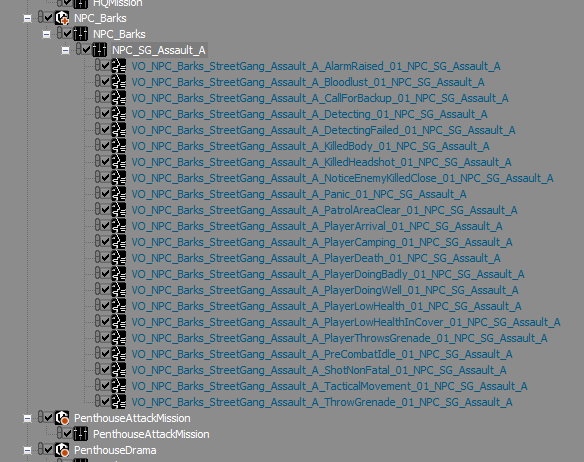 HQMission
NPC_Barks
NPC_Barks
NPC_SG_Assault_A
VO_NPC_Barks_StreetGang_Assault_A_AlarmRaised_01_NPC_SG_Assault_A
VO_NPC_Barks_StreetGang_Assault_A_Bloodlust_01_NPC_SG_Assault_A
VO_NPC_Barks_StreetGang_Assault_A_CallForBackup_01_NPC_SG_Assault_A
VO_NPC_Barks_StreetGang_Assault_A_Detecting_01_NPC_SG_Assault_A
VO_NPC_Barks_StreetGang_Assault_A_DetectingFailed_01_NPC_SG_Assault_A
VO_NPC_Barks_StreetGang_Assault_A_KilledBody_01_NPC_SG_Assault_A
VO_NPC_Barks_StreetGang_Assault_A_KilledHeadshot_01_NPC_SG_Assault_A
VO_NPC_Barks_StreetGang_Assault_A_NoticeEnemyKilledClose_01_NPC_SG_Assault_A
VO_NPC_Barks_StreetGang_Assault_A_Panic_01_NPC_SG_Assault_A
VO_NPC_Barks_StreetGang_Assault_A_PatrolAreaClear_01_NPC_SG_Assault_A
VO_NPC_Barks_StreetGang_Assault_A_PlayerArrival_01_NPC_SG_Assault_A
VO_NPC_Barks_StreetGang_Assault_A_PlayerCamping_01_NPC_SG_Assault_A
VO_NPC_Barks_StreetGang_Assault_A_PlayerDeath_01_NPC_SG_Assault_A
VO_NPC_Barks_StreetGang_Assault_A_PlayerDoingBadly_01_NPC_SG_Assault_A
VO_NPC_Barks_StreetGang_Assault_A_PlayerDoingWell_01_NPC_SG_Assault_A
VO_NPC_Barks_StreetGang_Assault_A_PlayerLowHealth_01_NPC_SG_Assault_A
VO_NPC_Barks_StreetGang_Assault_A_PlayerLowHealthInCover_01_NPC_SG_Assault_A
VO_NPC_Barks_StreetGang_Assault_A_PlayerThrowsGrenade_01_NPC_SG_Assault_A
VO_NPC_Barks_StreetGang_Assault_A_PreCombatIdle_01_NPC_SG_Assault_A
VO_NPC_Barks_StreetGang_Assault_A_ShotNonFatal_01_NPC_SG_Assault_A
VO_NPC_Barks_StreetGang_Assault_A_TacticalMovement_01_NPC_SG_Assault_A
VO_NPC_Barks_StreetGang_Assault_A_ThrowGrenade_01_NPC_SG_Assault_A
PenthouseAttackMission
PenthouseAttackMission
PenthouseDrama